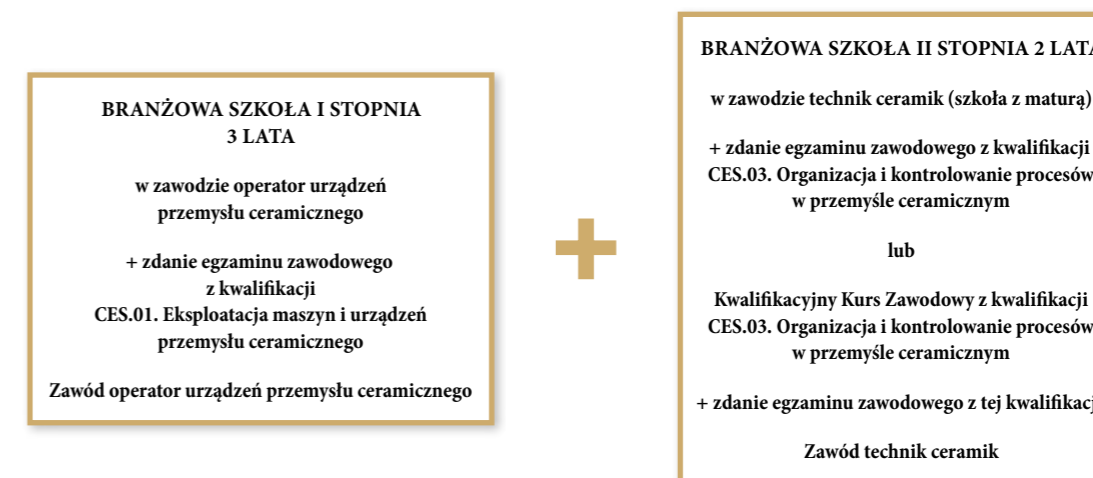 BRANŻOWA SZKOŁA I STOPNIA
3 LATA
w zawodzie operator urządzeń
przemysłu ceramicznego
+ zdanie egzaminu zawodowego
z kwalifikacji
CES.01. Eksploatacja maszyn i urządzeń
przemysłu ceramicznego
Zawód operator urządzeń przemysłu ceramicznego
+
BRANŻOWA SZKOŁA II STOPNIA 2 LATA
w zawodzie technik ceramik (szkoła z maturą)
+ zdanie egzaminu zawodowego z kwalifikacji
CES.03. Organizacja i kontrolowanie procesów
w przemyśle ceramicznym
lub
Kwalifikacyjny Kurs Zawodowy z kwalifikacji
CES.03. Organizacja i kontrolowanie procesów
w przemyśle ceramicznym
+ zdanie egzaminu zawodowego z tej kwalifikacj
Zawód technik ceramik